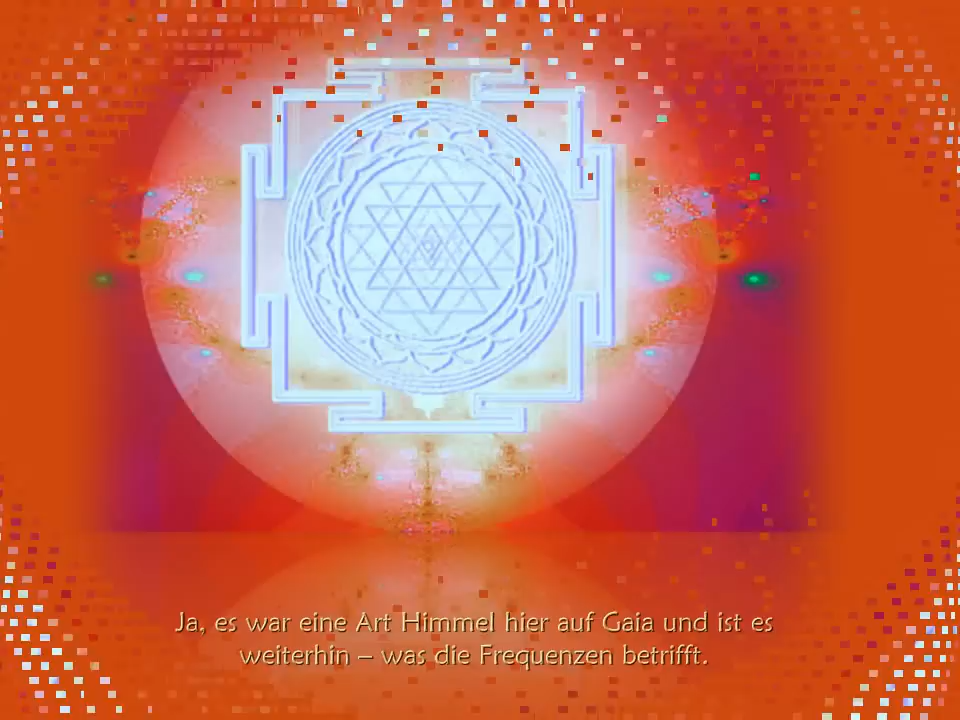 Ja, es war eine Art Himmel hier auf Gaia und ist es
weiterhin – was die Frequenzen betrifft.